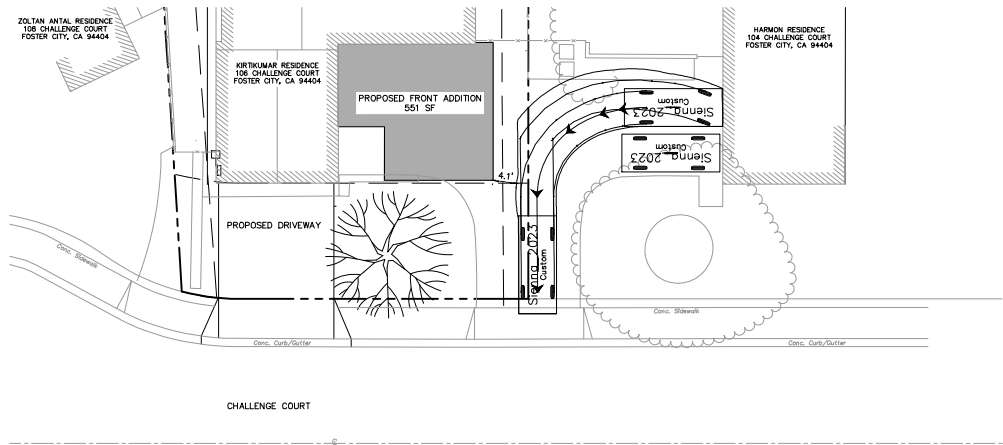 ZOLTAN ANTAL RESIDENCE
108 CHALLENGE COURT
FOSTER CITY, CA 94404
HARMON RESIDENCE
104 CHALLENGE COURT
FOSTER CITY, CA 94404
KIRTIKUMAR RESIDENCE
106 CHALLENGE COURT
FOSTER CITY, CA 94404
PROPOSED FRONT ADDITION
551 SF
Sienna 2023
Custom
Sienna 2023
Custom
4.1'
PROPOSED DRIVEWAY
Sienna 2023
Custom
Conc. Sidewalk
Conc. Sidewalk
Conc. Curb/Gutter
Conc. Curb/Gutter
CHALLENGE COURT